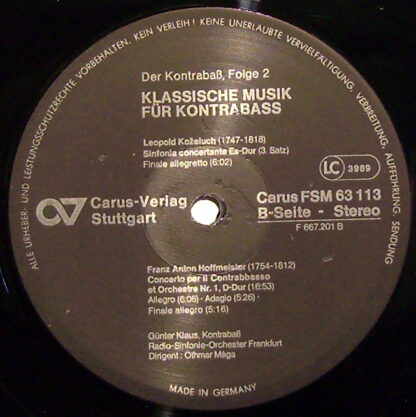 ALLE URHEBER- UND LEISTUNGSSCHUTZRECHTE VORBEHALTEN. KEIN VERLEIH! KEINE UNERLAUBTE VERVIELFÄLTIGUNG, VERBREITUNG, AUFFÜHRUNG, SENDUNG.
Der Kontrabaß, Folge 2
KLASSISCHE MUSIK
FÜR KONTRABASS
Leopold Koželuch (1747-1818)
Sinfonia concertante Es-Dur (3. Satz)
Finale allegretto (6:02)
LC 3989
Carus-Verlag
Stuttgart
Carus FSM 63 113
B-Seite - Stereo
F 667.201 B
Franz Anton Hoffmeister (1754-1812)
Concerto per il Contrabbasso
et Orchestre Nr. 1, D-Dur (16:53)
Allegro (6:06) · Adagio (5:26) ·
Finale allegro (5:16)
Günter Klaus, Kontrabaß
Radio-Sinfonie-Orchester Frankfurt
Dirigent : Othmar Mága
MADE IN GERMANY